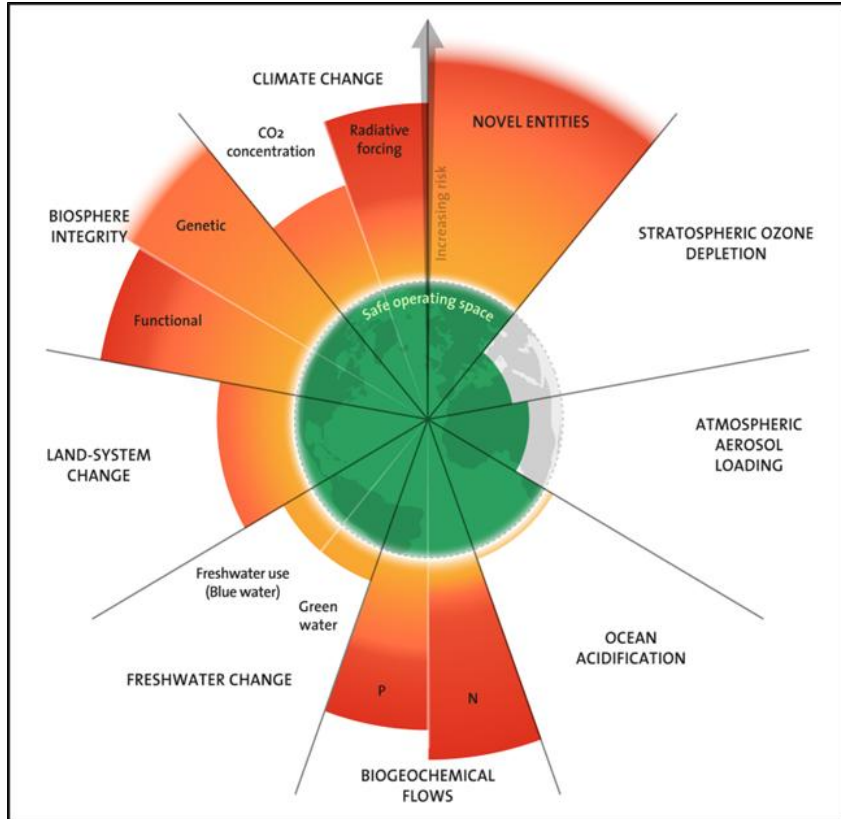 CLIMATE CHANGE
CO2
concentration
Radiative
forcing
NOVEL ENTITIES
Increasing risk
STRATOSPHERIC OZONE
DEPLETION
BIOSPHERE
INTEGRITY
Genetic
Functional
Safe operating space
ATMOSPHERIC
AEROSOL
LOADING
LAND-SYSTEM
CHANGE
Freshwater use
(Blue water)
Green
water
FRESHWATER CHANGE
P
N
OCEAN
ACIDIFICATION
BIOGEOCHEMICAL
FLOWS